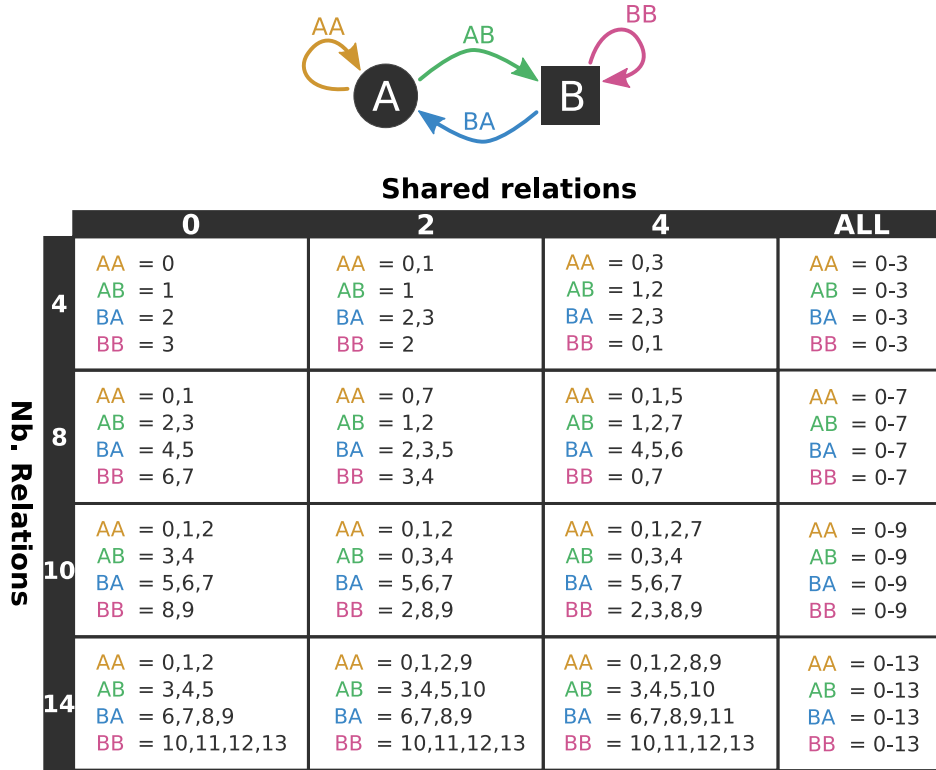 AA
AB
BB
A
B
BA
Shared relations
0 2 4 ALL
Nb. Relations
4
AA = 0
AB = 1
BA = 2
BB = 3
AA = 0,1
AB = 1
BA = 2,3
BB = 2
AA = 0,3
AB = 1,2
BA = 2,3
BB = 0,1
AA = 0-3
AB = 0-3
BA = 0-3
BB = 0-3
8
AA = 0,1
AB = 2,3
BA = 4,5
BB = 6,7
AA = 0,7
AB = 1,2
BA = 2,3,5
BB = 3,4
AA = 0,1,5
AB = 1,2,7
BA = 4,5,6
BB = 0,7
AA = 0-7
AB = 0-7
BA = 0-7
BB = 0-7
10
AA = 0,1,2
AB = 3,4
BA = 5,6,7
BB = 8,9
AA = 0,1,2
AB = 0,3,4
BA = 5,6,7
BB = 2,8,9
AA = 0,1,2,7
AB = 0,3,4
BA = 5,6,7
BB = 2,3,8,9
AA = 0-9
AB = 0-9
BA = 0-9
BB = 0-9
14
AA = 0,1,2
AB = 3,4,5
BA = 6,7,8,9
BB = 10,11,12,13
AA = 0,1,2,9
AB = 3,4,5,10
BA = 6,7,8,9
BB = 10,11,12,13
AA = 0,1,2,8,9
AB = 3,4,5,10
BA = 6,7,8,9,11
BB = 10,11,12,13
AA = 0-13
AB = 0-13
BA = 0-13
BB = 0-13